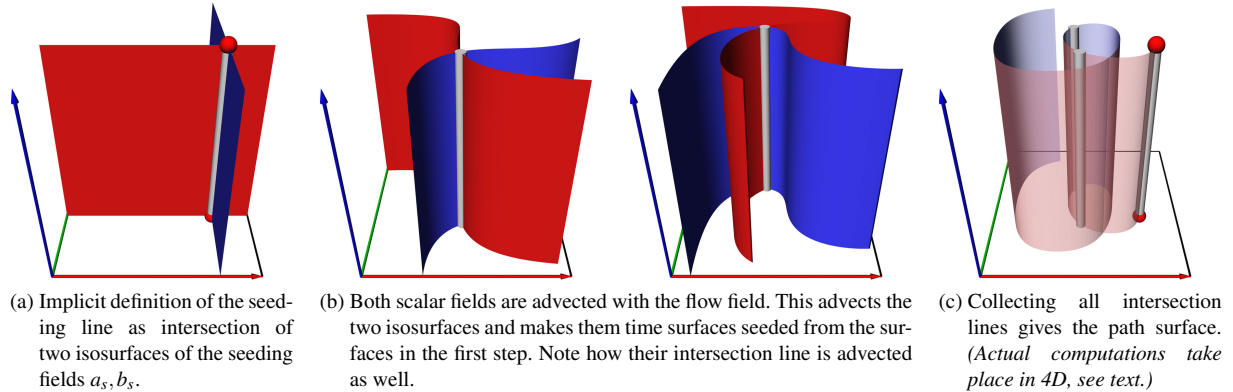 (a) Implicit definition of the seed-
ing line as intersection of
two isosurfaces of the seeding
fields a_s, b_s.
(b) Both scalar fields are advected with the flow field. This advects the
two isosurfaces and makes them time surfaces seeded from the sur-
faces in the first step. Note how their intersection line is advected
as well.
(c) Collecting all intersection
lines gives the path surface.
(Actual computations take
place in 4D, see text.)